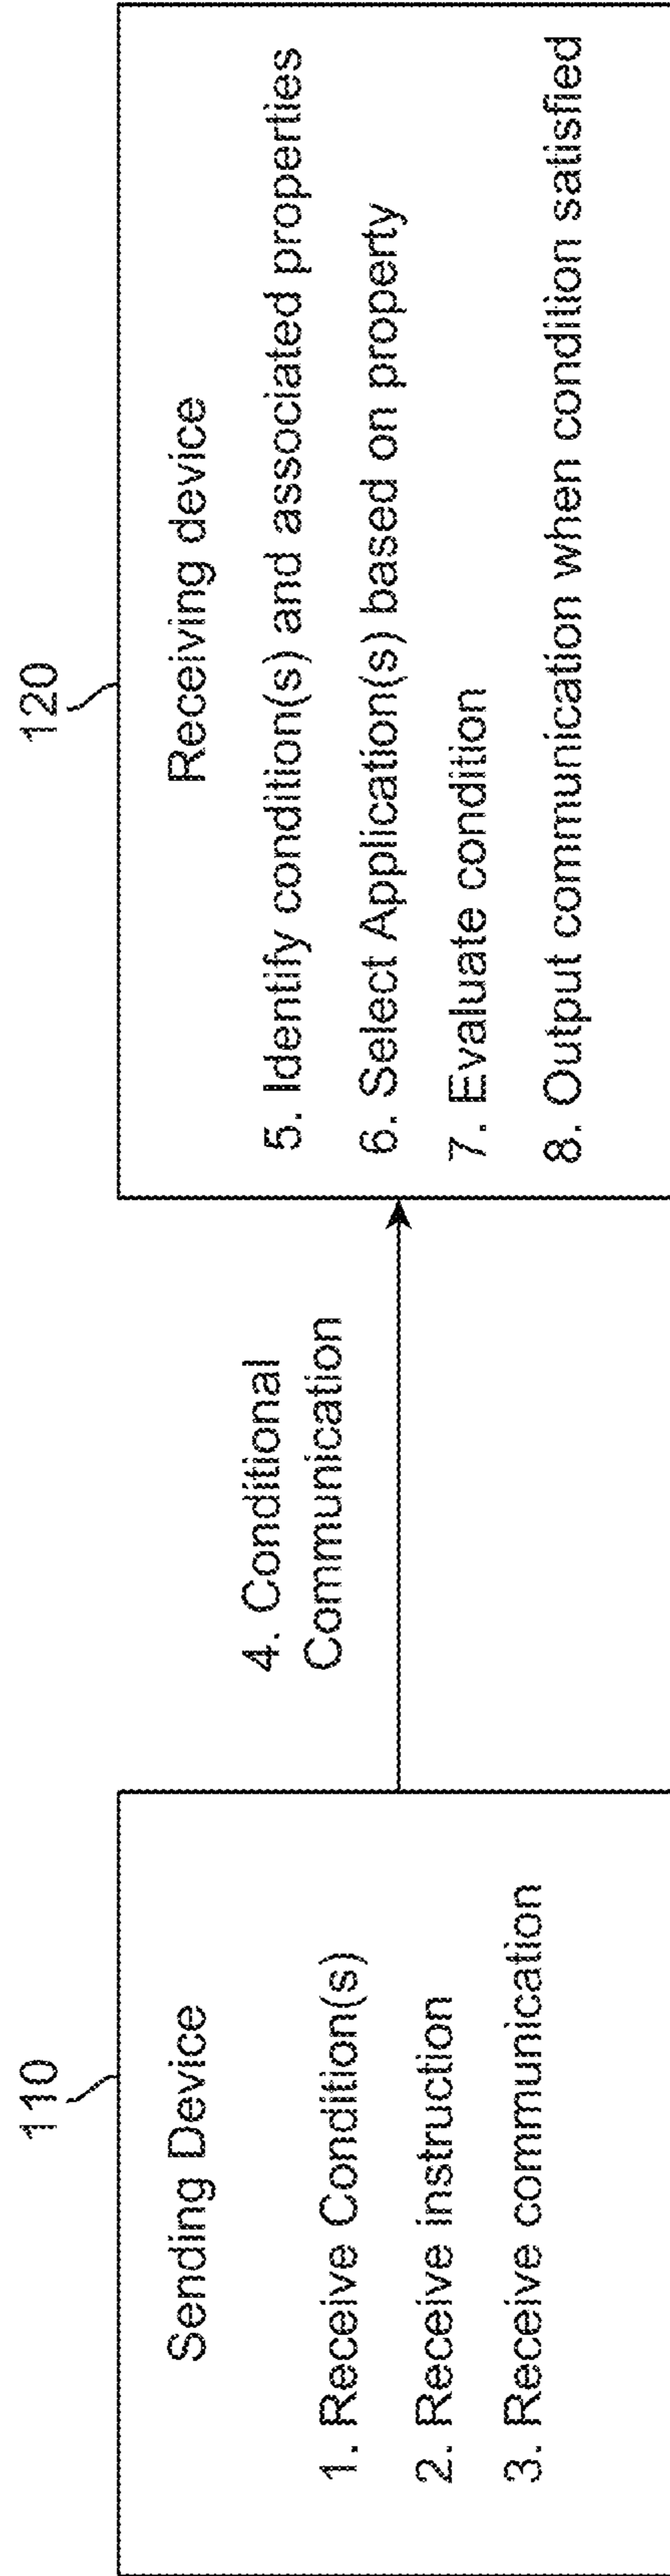 110
Sending Device
1. Receive Condition(s)
2. Receive instruction
3. Receive communication
4. Conditional
Communication
120
Receiving device
5. Identify condition(s) and associated properties
6. Select Application(s) based on property
7. Evaluate condition
8. Output communication when condition satisfied